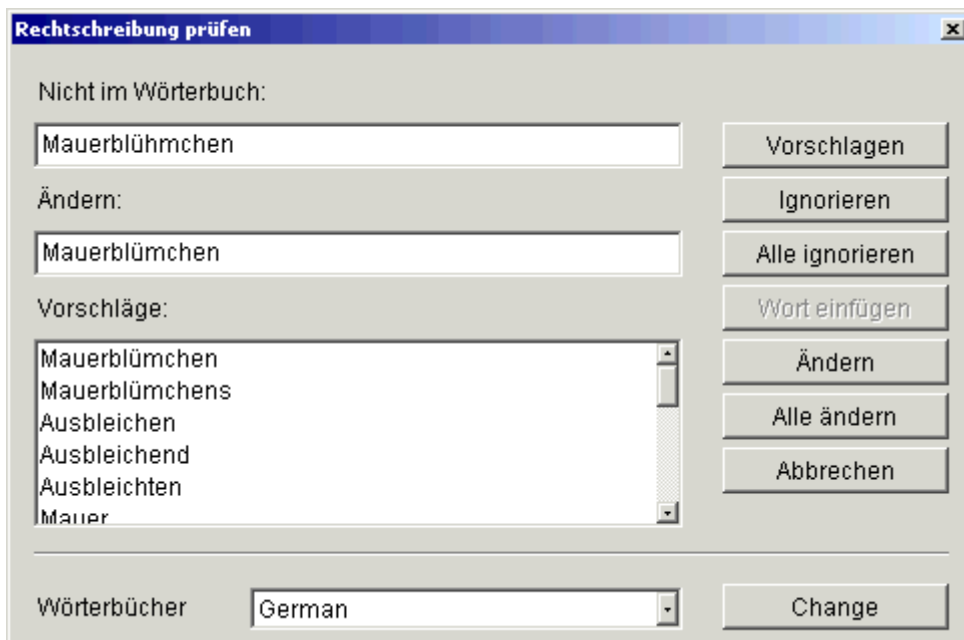 Rechtschreibung prüfen
Nicht im Wörterbuch:
Mauerblühmchen
Vorschlagen
Ändern:
Ignorieren
Mauerblümchen
Alle ignorieren
Vorschläge:
Wort einfügen
Mauerblümchen
Mauerblümchens
Ausbleichen
Ausbleichend
Ausbleichten
Mauer
Ändern
Alle ändern
Abbrechen
Wörterbücher
German
Change